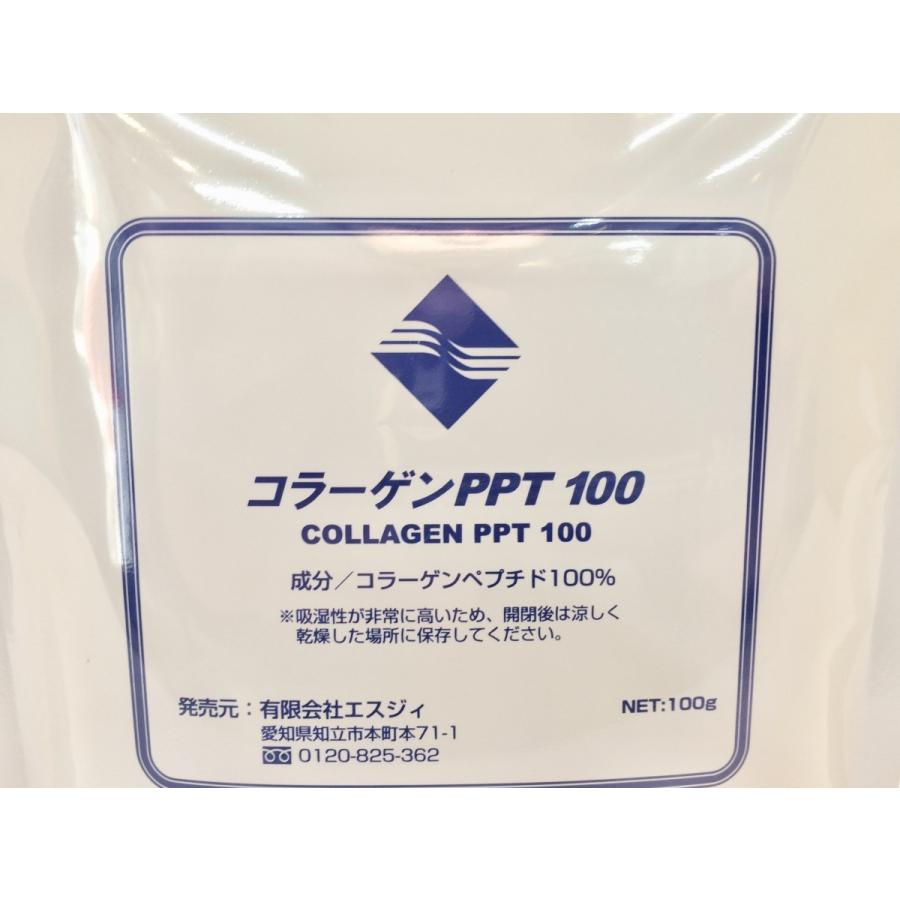 コラーゲンPPT 100
COLLAGEN PPT 100
成分／コラーゲンペプチド100%
※吸湿性が非常に高いため、開閉後は涼しく
乾燥した場所に保存してください。
発売元：有限会社エスジィ
NET:100g
愛知県知立市本町本71-1
0120-825-362